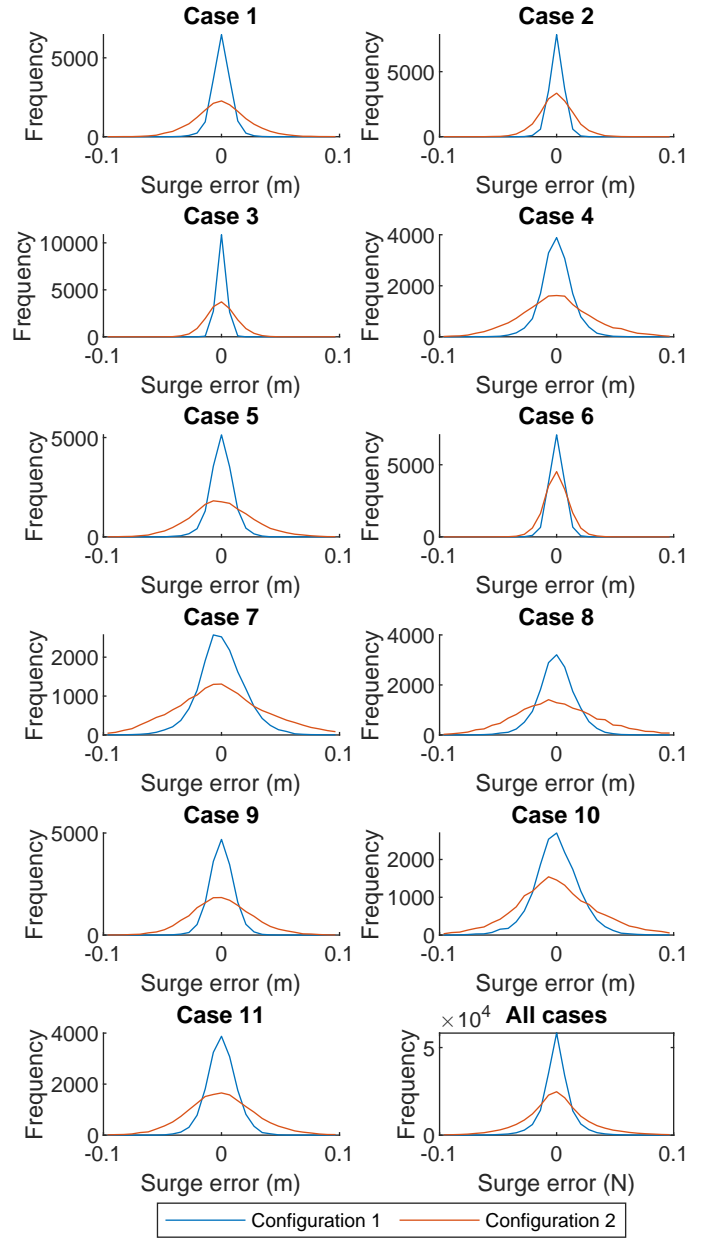 Case 1
Case 2
Frequency
5000
0
-0.1 0 0.1
Surge error (m)
Frequency
5000
0
-0.1 0 0.1
Surge error (m)
Case 3
Case 4
Frequency
10000
5000
0
-0.1 0 0.1
Surge error (m)
Frequency
4000
2000
0
-0.1 0 0.1
Surge error (m)
Case 5
Case 6
Frequency
5000
0
-0.1 0 0.1
Surge error (m)
Frequency
5000
0
-0.1 0 0.1
Surge error (m)
Case 7
Case 8
Frequency
2000
1000
0
-0.1 0 0.1
Surge error (m)
Frequency
4000
2000
0
-0.1 0 0.1
Surge error (m)
Case 9
Case 10
Frequency
5000
0
-0.1 0 0.1
Surge error (m)
Frequency
2000
1000
0
-0.1 0 0.1
Surge error (m)
Case 11
All cases
Frequency
4000
2000
0
-0.1 0 0.1
Surge error (m)
Frequency
×10⁴
5
0
-0.1 0 0.1
Surge error (N)
Configuration 1 Configuration 2